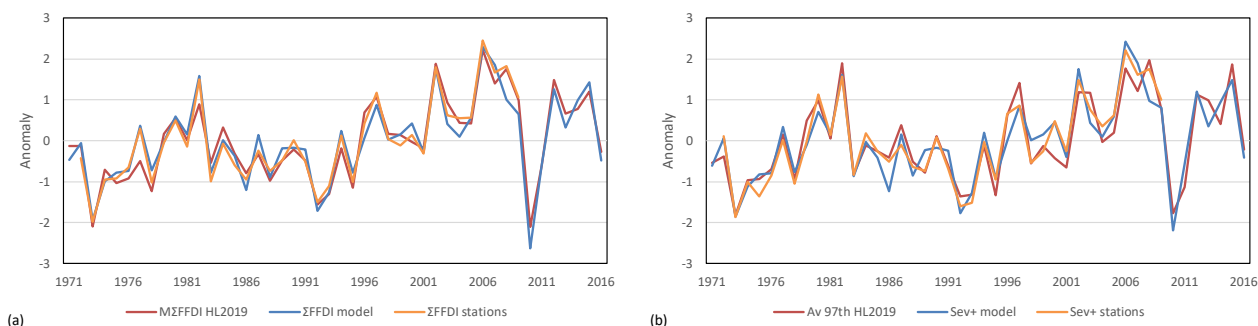 3
2
1
0
-1
-2
-3
Anomaly
1971 1976 1981 1986 1991 1996 2001 2006 2011 2016
MΣFFDI HL2019 ΣFFDI model ΣFFDI stations
(a)
3
2
1
0
-1
-2
-3
Anomaly
1971 1976 1981 1986 1991 1996 2001 2006 2011 2016
Av 97th HL2019 Sev+ model Sev+ stations
(b)